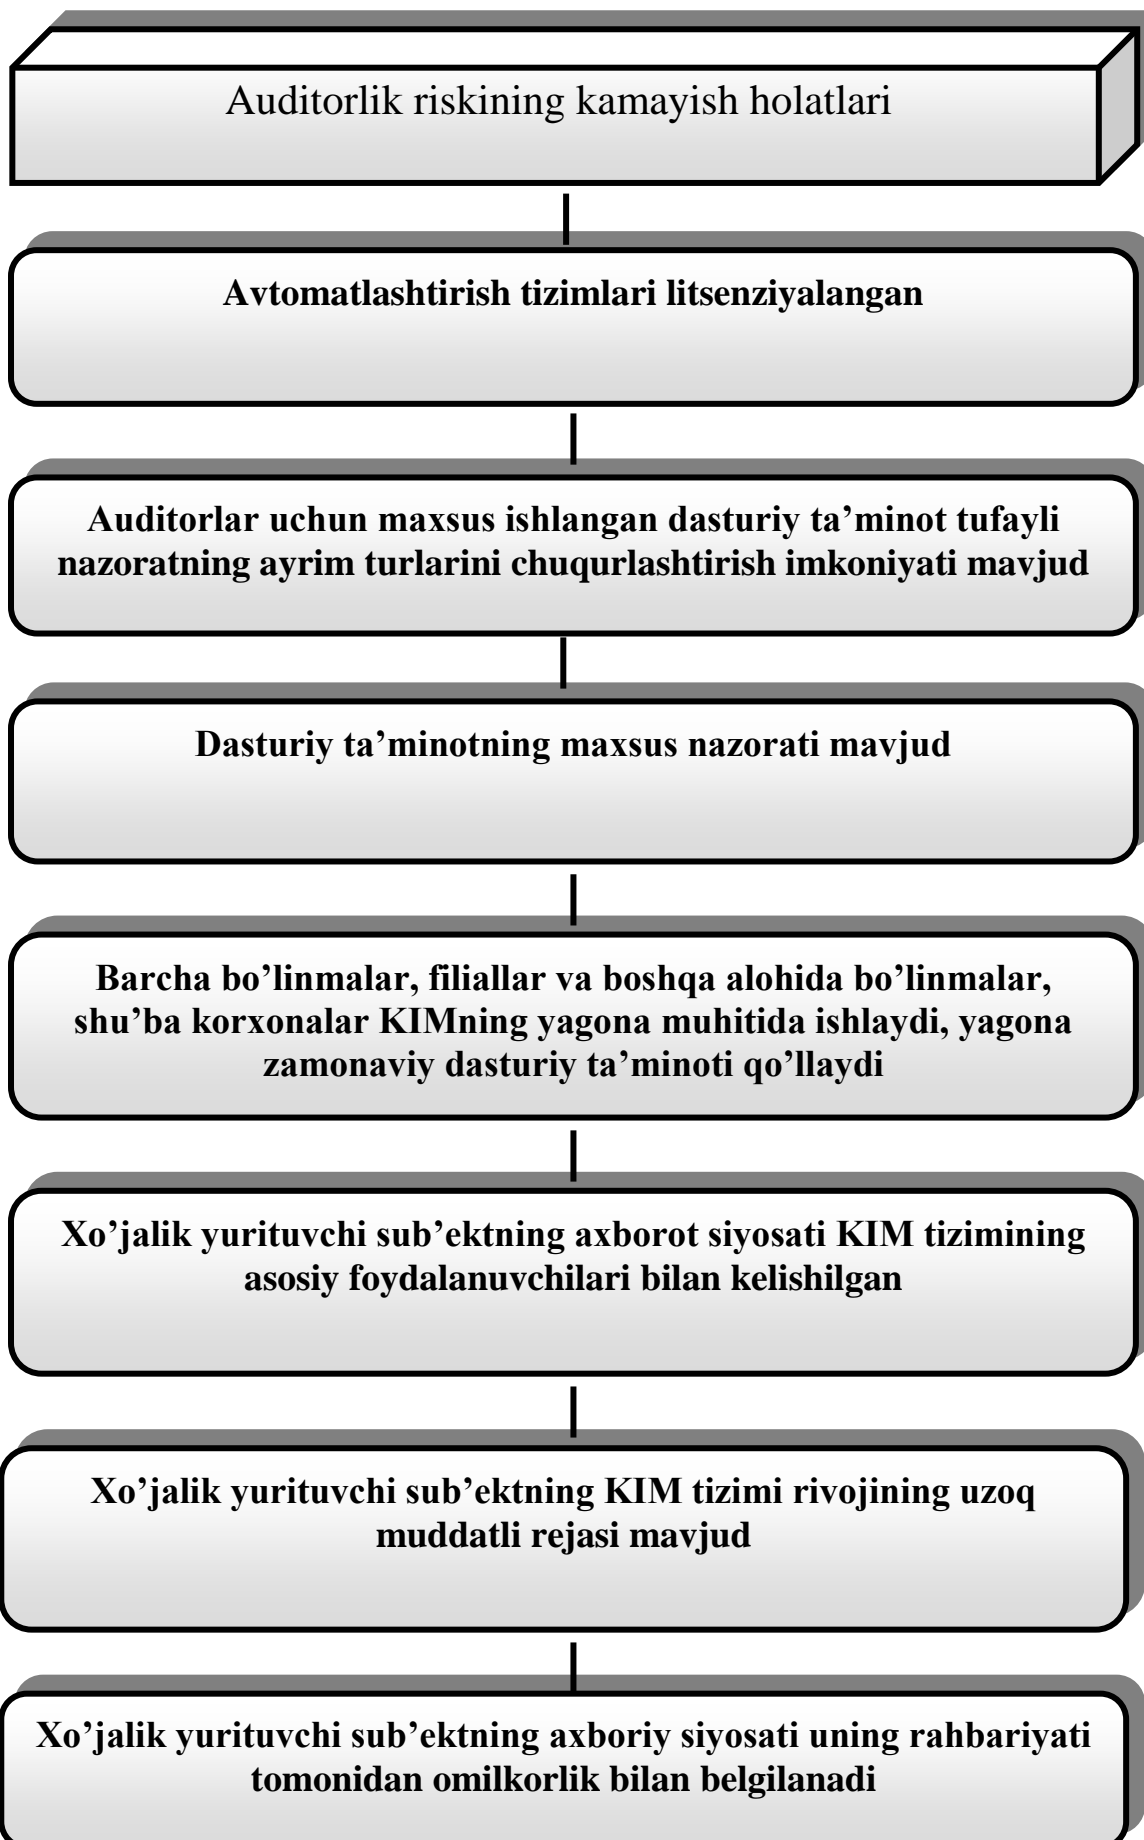 Auditorlik riskining kamayish holatlari
Avtomatlashtirish tizimlari litsenziyalangan
Auditorlar uchun maxsus ishlangan dasturiy ta’minot tufayli
nazoratning ayrim turlarini chuqurlashtirish imkoniyati mavjud
Dasturiy ta’minotning maxsus nazorati mavjud
Barcha bo’linmalar, filiallar va boshqa alohida bo’linmalar,
shu’ba korxonalar KIMning yagona muhitida ishlaydi, yagona
zamonaviy dasturiy ta’minoti qo’llaydi
Xo’jalik yurituvchi sub’ektning axborot siyosati KIM tizimining
asosiy foydalanuvchilari bilan kelishilgan
Xo’jalik yurituvchi sub’ektning KIM tizimi rivojining uzoq
muddatli rejasi mavjud
Xo’jalik yurituvchi sub’ektning axboriy siyosati uning rahbariyati
tomonidan omilkorlik bilan belgilanadi